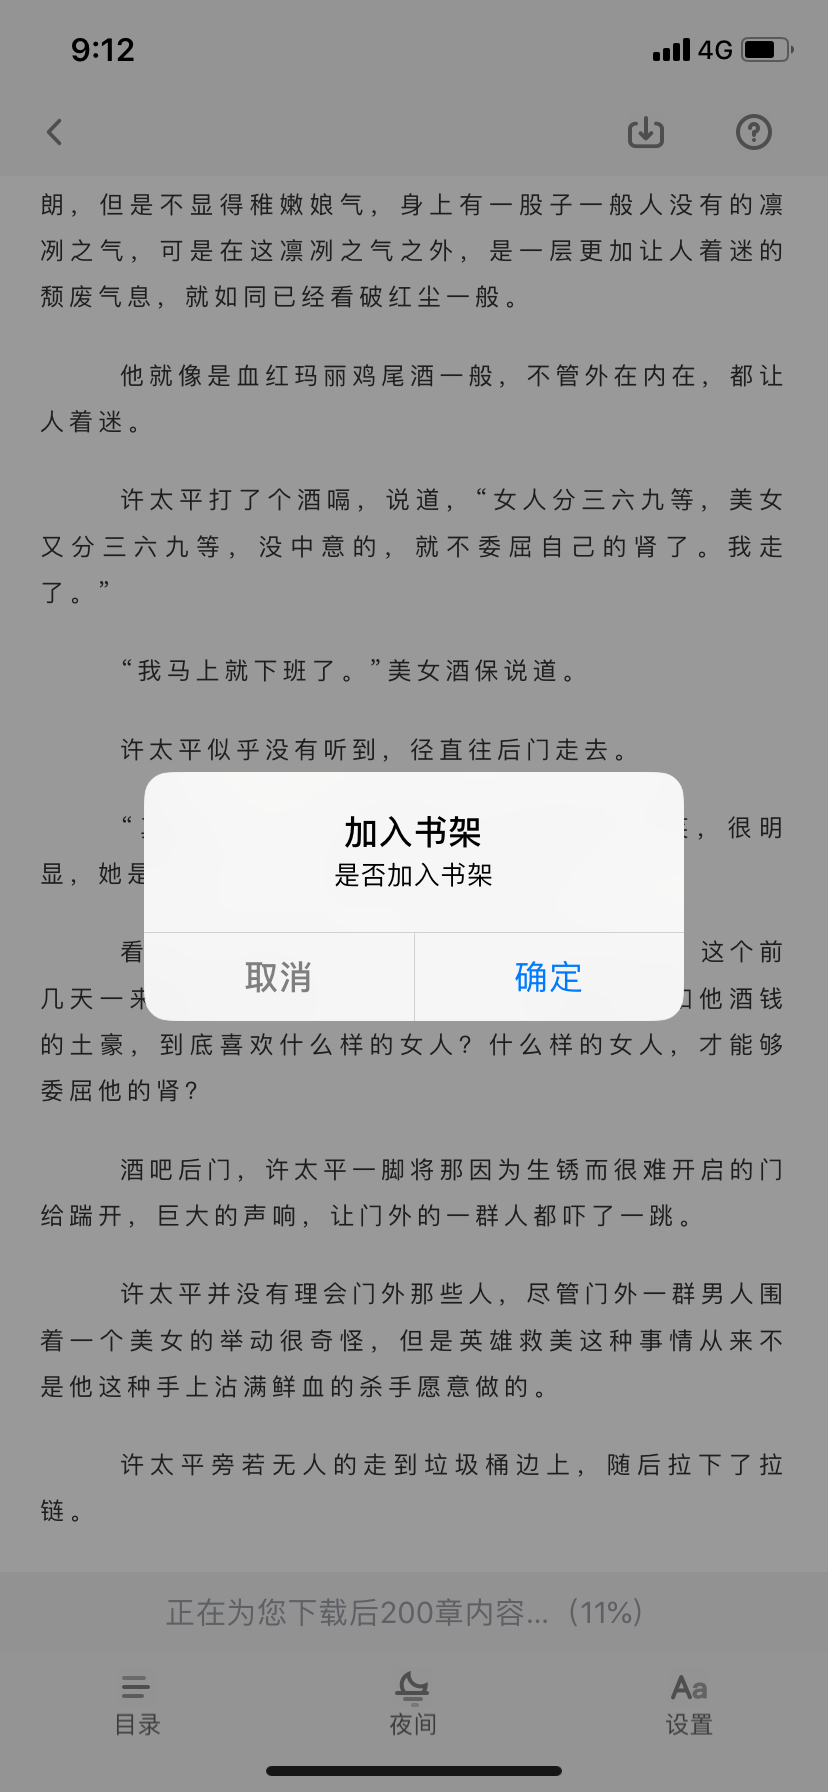 9:12
4G
朗，但是不显得稚嫩娘气，身上有一股子一般人没有的凛
冽之气，可是在这凛冽之气之外，是一层更加让人着迷的
颓废气息，就如同已经看破红尘一般。
他就像是血红玛丽鸡尾酒一般，不管外在内在，都让
人着迷。
许太平打了个酒嗝，说道，“女人分三六九等，美女
又分三六九等，没中意的，就不委屈自己的肾了。我走
了。”
“我马上就下班了。”美女酒保说道。
许太平似乎没有听到，径直往后门走去。
“
，很明
显，她是
加入书架
是否加入书架
取消
确定
看
这个前
几天一来
他酒钱
的土豪，到底喜欢什么样的女人？什么样的女人，才能够
委屈他的肾？
酒吧后门，许太平一脚将那因为生锈而很难开启的门
给踹开，巨大的声响，让门外的一群人都吓了一跳。
许太平并没有理会门外那些人，尽管门外一群男人围
着一个美女的举动很奇怪，但是英雄救美这种事情从来不
是他这种手上沾满鲜血的杀手愿意做的。
许太平旁若无人的走到垃圾桶边上，随后拉下了拉
链。
正在为您下载后200章内容...（11%）
Aa
目录
夜间
设置